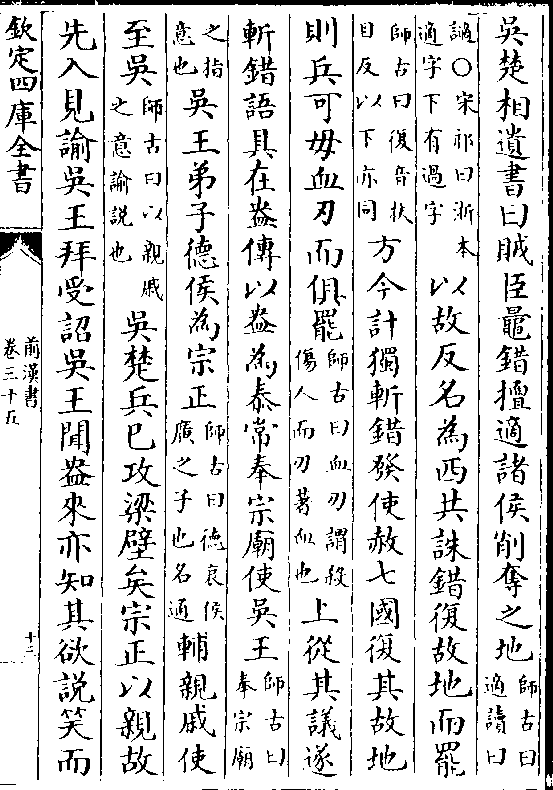 吳楚相遺書曰賊臣鼂錯擅適諸侯削奪之地師古曰適讀曰
讁○宋祁曰浙本適字下有過字以故反名為西共誅錯復故地而罷
師古曰復音扶目反以下亦同方今計獨斬錯發使赦七國復其故地
則兵可毋血刃而俱罷師古曰血刃謂殺傷人而刃著血也上從其議遂
斬錯語具在盎傳以盎為泰常奉宗廟使吳王師古曰奉宗廟
之指意也吳王弟子德侯為宗正師古曰德哀侯廣之子也名通輔親戚使
至吳師古曰以親戚之意諭說也吳楚兵已攻梁壁矣宗正以親故
先入見諭吳王拜受詔吳王聞盎來亦知其欲說笑而
欽定四庫全書
前漢書
卷三十五
十三